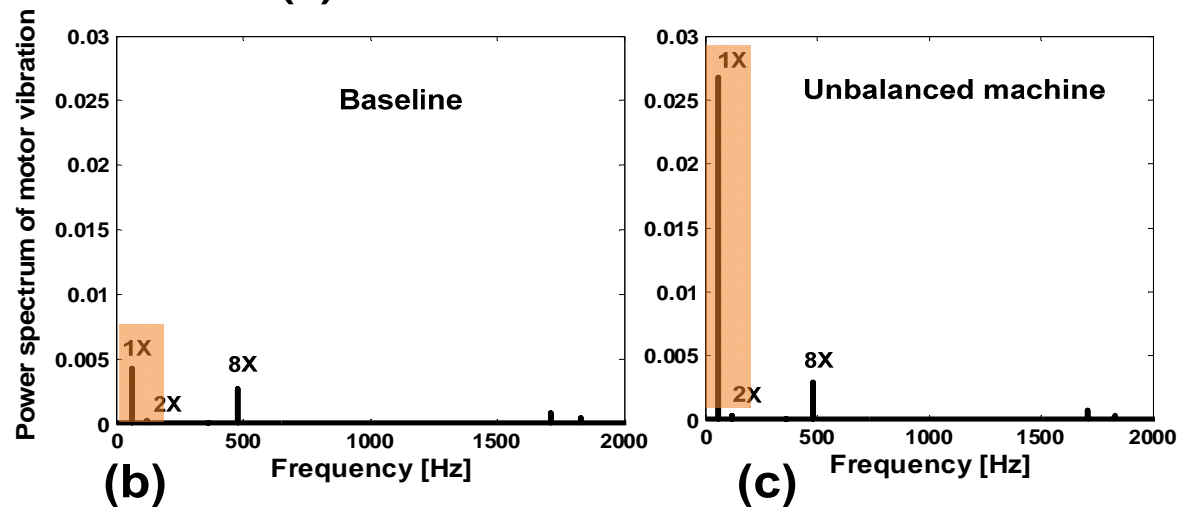 Power spectrum of motor vibration
0.03
0.025
0.02
0.015
0.01
0.005
0
Baseline
1X
2X
8X
0
500
1000
1500
2000
Frequency [Hz]
(b)
0.03
0.025
0.02
0.015
0.01
0.005
0
Unbalanced machine
1X
2X
8X
0
500
1000
1500
2000
Frequency [Hz]
(c)